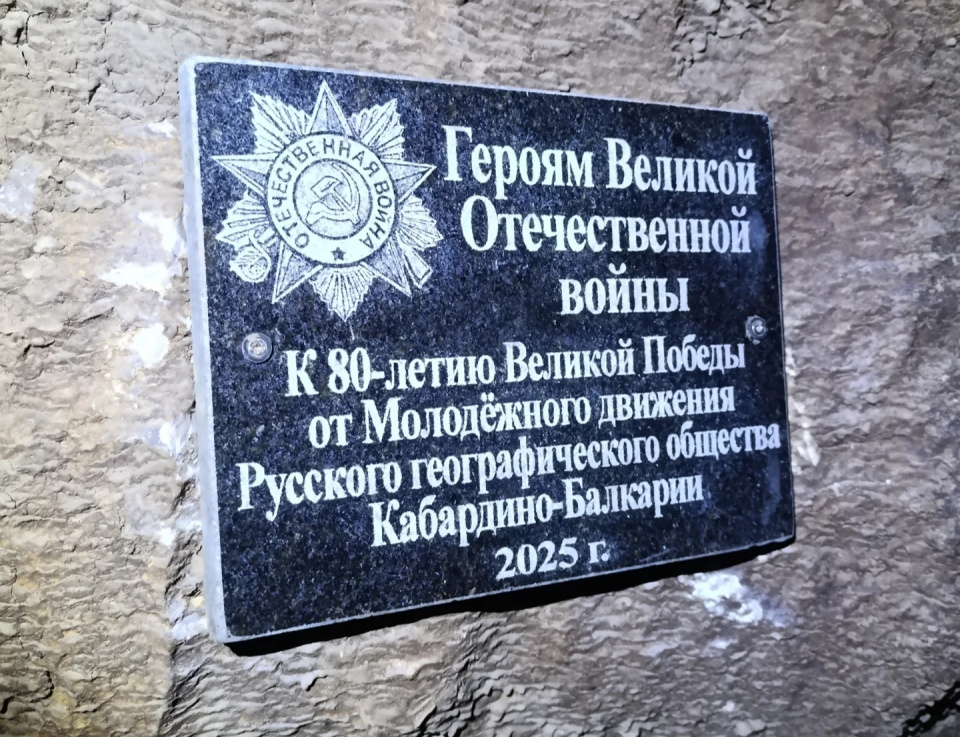 ОТЕЧЕСТВЕННАЯ ВОЙНА
Героям Великой
Отечественной
войны
К 80-летию Великой Победы
от Молодёжного движения
Русского географического общества
Кабардино-Балкарии
2025 г.